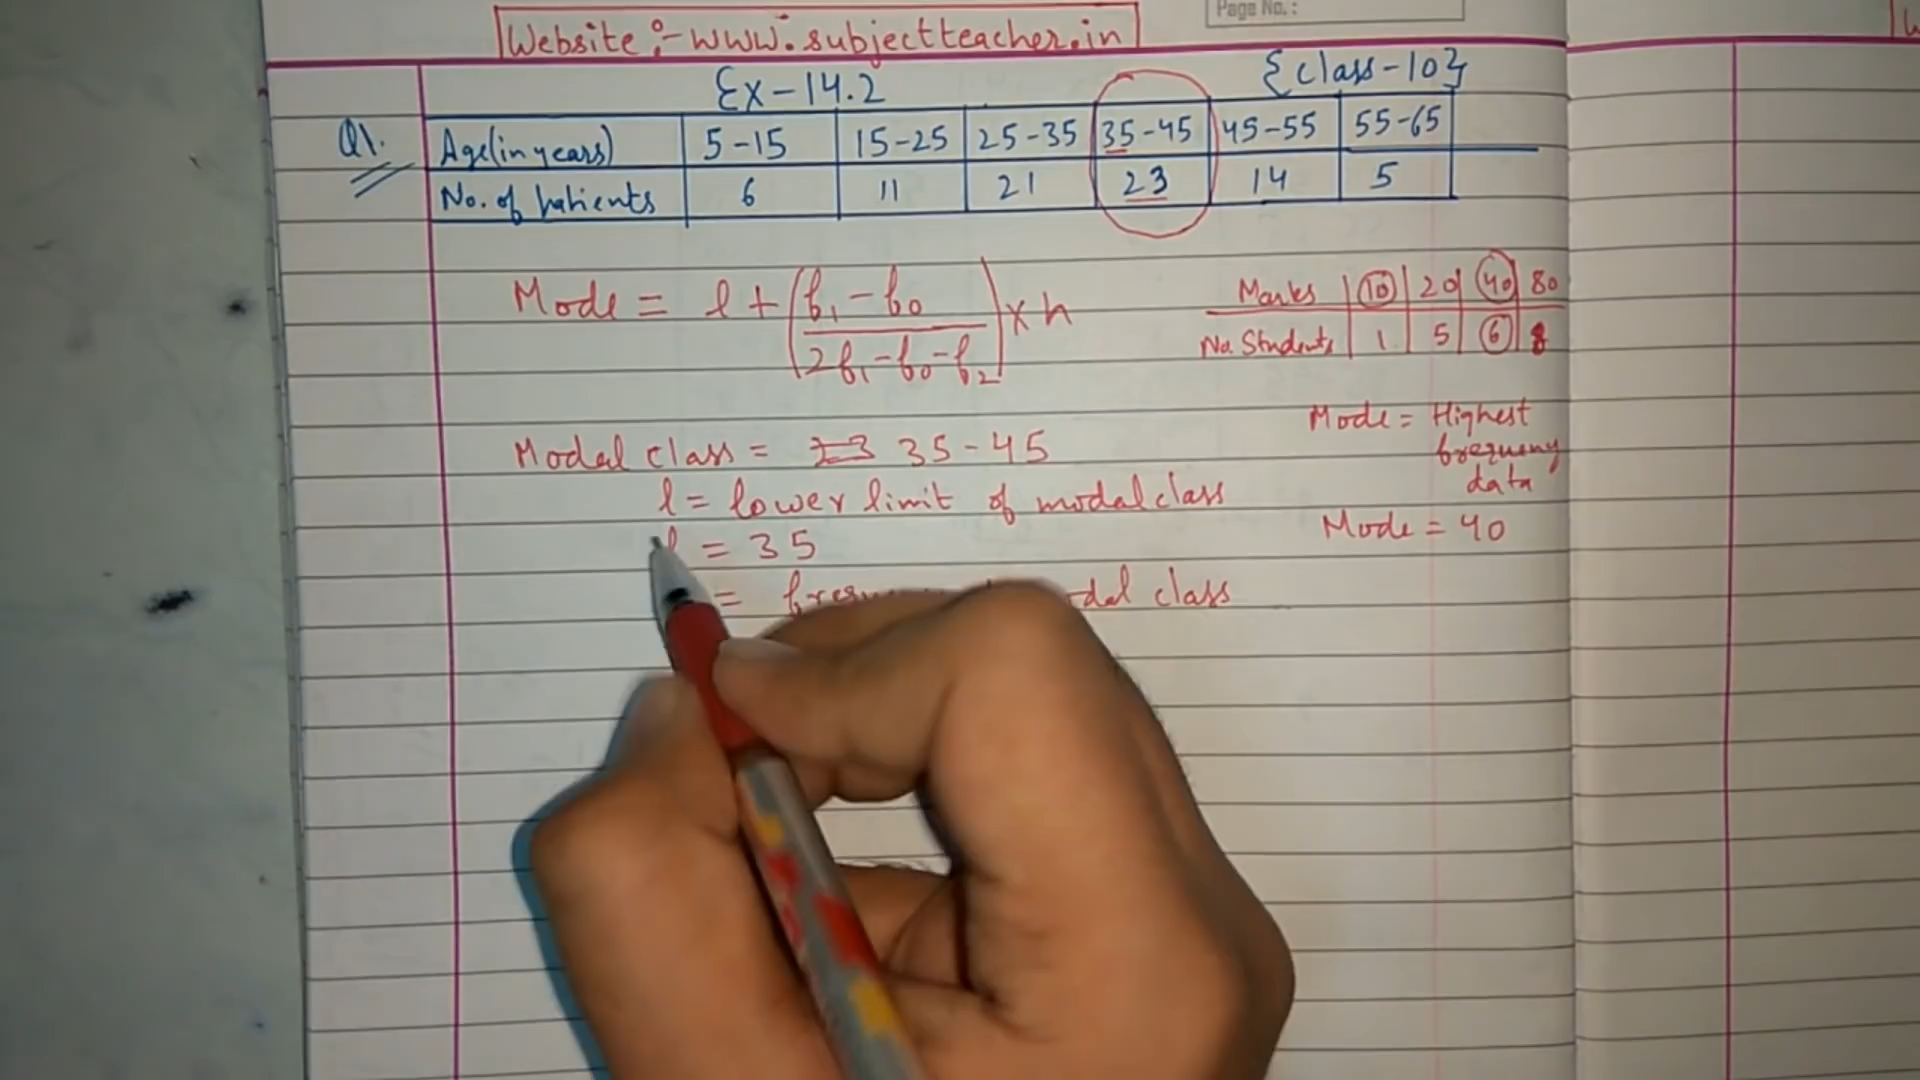 Page No. :
Website :- www.subjectteacher.in
Ex-14.2 {class-10}
Q1. Age(in years) 5-15 15-25 25-35 35-45 45-55 55-65
No. of patients 6 11 21 23 14 5
Mode = l + (f₁-f₀ / 2f₁-f₀-f₂) × h
Marks 10 20 40 80
No. Students 1 5 6 8
Mode = Highest
frequency
data
Mode = 40
Modal class = 23 35-45
l = lower limit of modal class
l = 35
= class